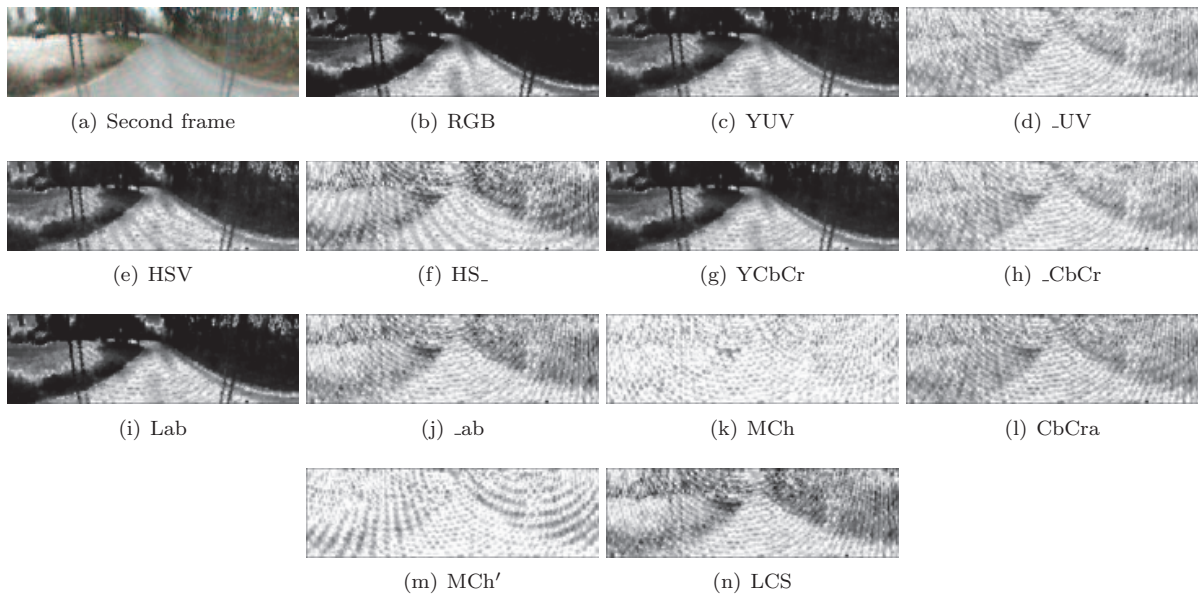 (a) Second frame
(b) RGB
(c) YUV
(d) _UV
(e) HSV
(f) HS_
(g) YCbCr
(h) _CbCr
(i) Lab
(j) _ab
(k) MCh
(l) CbCra
(m) MCh′
(n) LCS